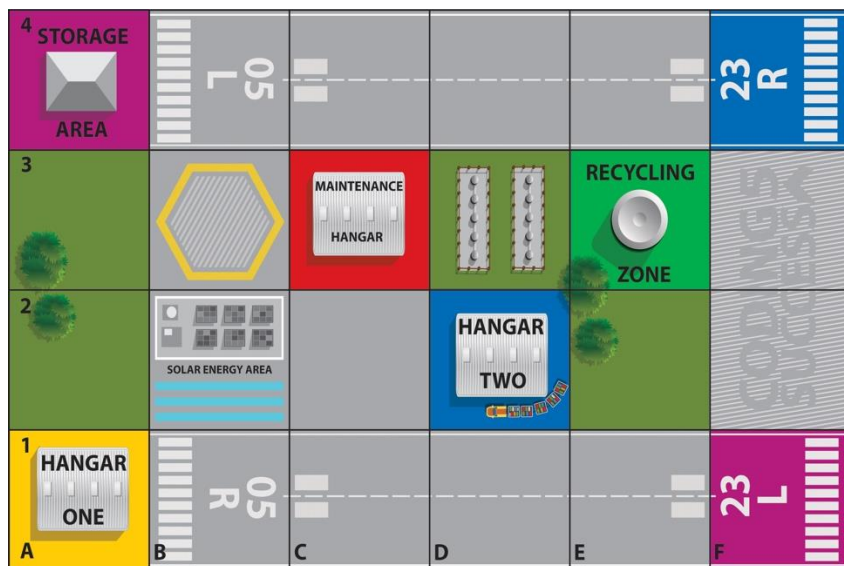 4
STORAGE
AREA
05
L
23
R
3
MAINTENANCE
HANGAR
RECYCLING
ZONE
2
SOLAR ENERGY AREA
HANGAR
TWO
1
HANGAR
ONE
05
R
23
L
A B C D E F